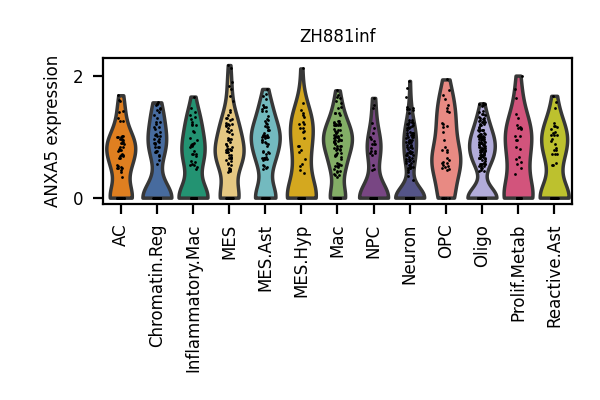 ZH881inf
ANXA5 expression
2
0
AC
Chromatin.Reg
Inflammatory.Mac
MES
MES.Ast
MES.Hyp
Mac
NPC
Neuron
OPC
Oligo
Prolif.Metab
Reactive.Ast